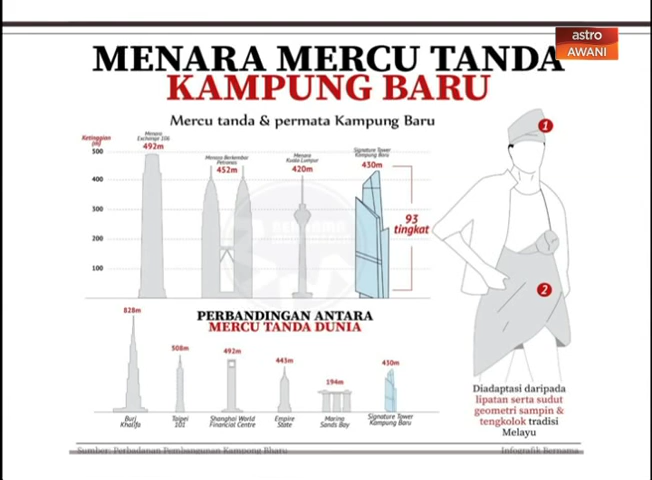 astro
AWANI
MENARA MERCU TANDA
KAMPUNG BARU
Mercu tanda & permata Kampung Baru
Ketinggian
(m)
500
400
300
200
100
Menara
Exchange 106
492m
Menara Berkembar
Petronas
452m
Menara
Kuala Lumpur
420m
Signature Tower
Kampung Baru
430m
93
tingkat
1
2
PERBANDINGAN ANTARA
MERCU TANDA DUNIA
828m
508m
492m
443m
194m
430m
Burj
Khalifa
Taipei
101
Shanghai World
Financial Centre
Empire
State
Marina
Sands Bay
Signature Tower
Kampung Baru
Diadaptasi daripada
lipatan serta sudut
geometri sampin &
tengkolok tradisi
Melayu
Sumber: Perbadanan Pembangunan Kampong Bharu
Infografik Bernama